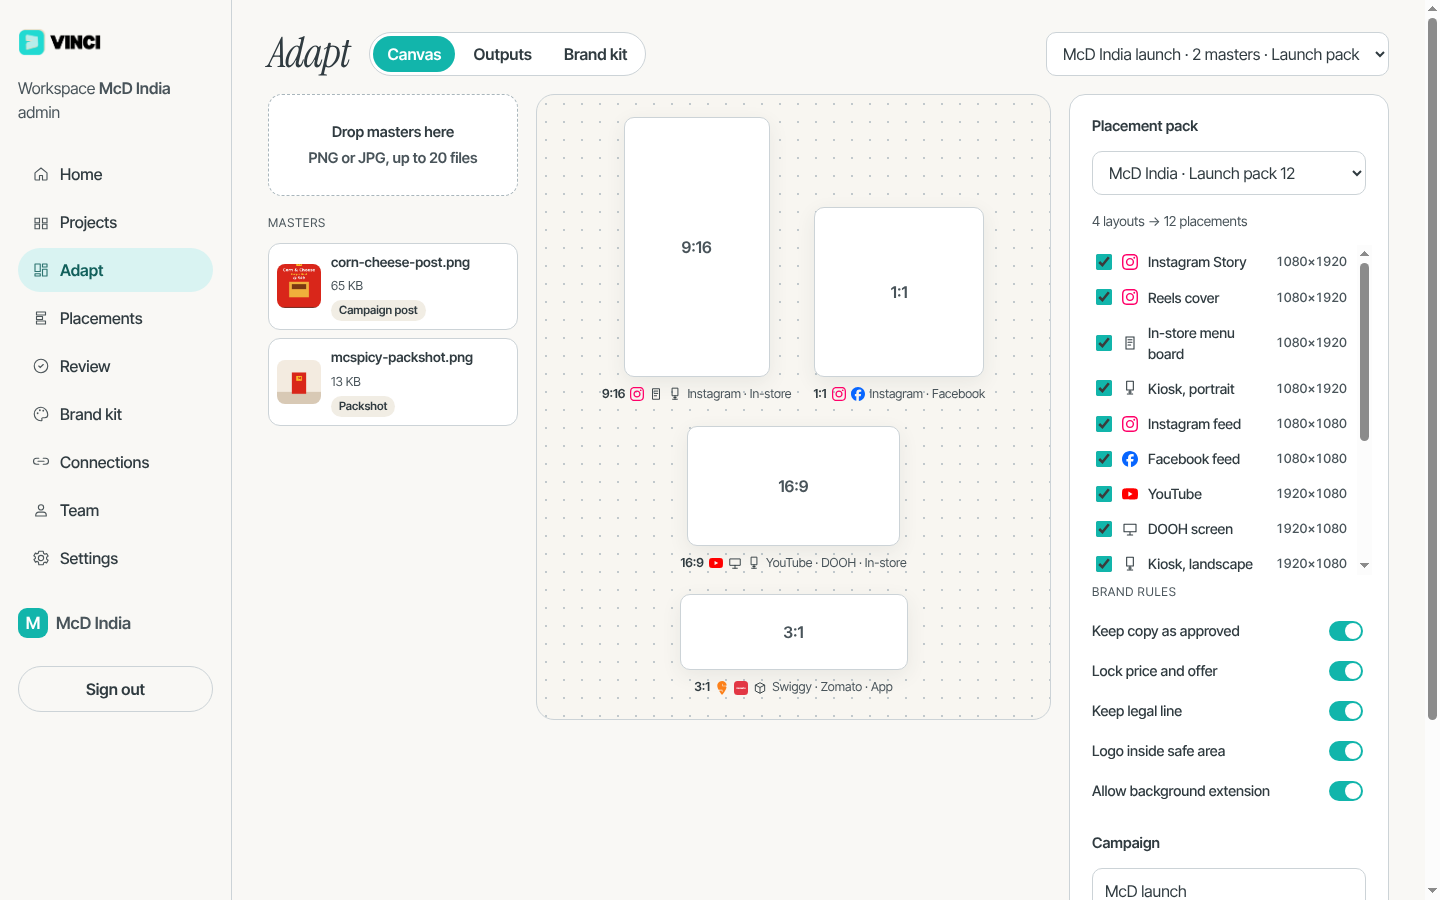 VINCI
Workspace McD India
admin
Home
Projects
Adapt
Placements
Review
Brand kit
Connections
Team
Settings
M McD India
Sign out
Adapt
Canvas
Outputs
Brand kit
McD India launch · 2 masters · Launch pack
Drop masters here
PNG or JPG, up to 20 files
MASTERS
corn-cheese-post.png
65 KB
Campaign post
mcspicy-packshot.png
13 KB
Packshot
9:16
1:1
9:16 Instagram · In-store
1:1 Instagram · Facebook
16:9
16:9 YouTube · DOOH · In-store
3:1
3:1 Swiggy · Zomato · App
Placement pack
McD India · Launch pack 12
4 layouts → 12 placements
Instagram Story 1080×1920
Reels cover 1080×1920
In-store menu
board 1080×1920
Kiosk, portrait 1080×1920
Instagram feed 1080×1080
Facebook feed 1080×1080
YouTube 1920×1080
DOOH screen 1920×1080
Kiosk, landscape 1920×1080
BRAND RULES
Keep copy as approved
Lock price and offer
Keep legal line
Logo inside safe area
Allow background extension
Campaign
McD launch